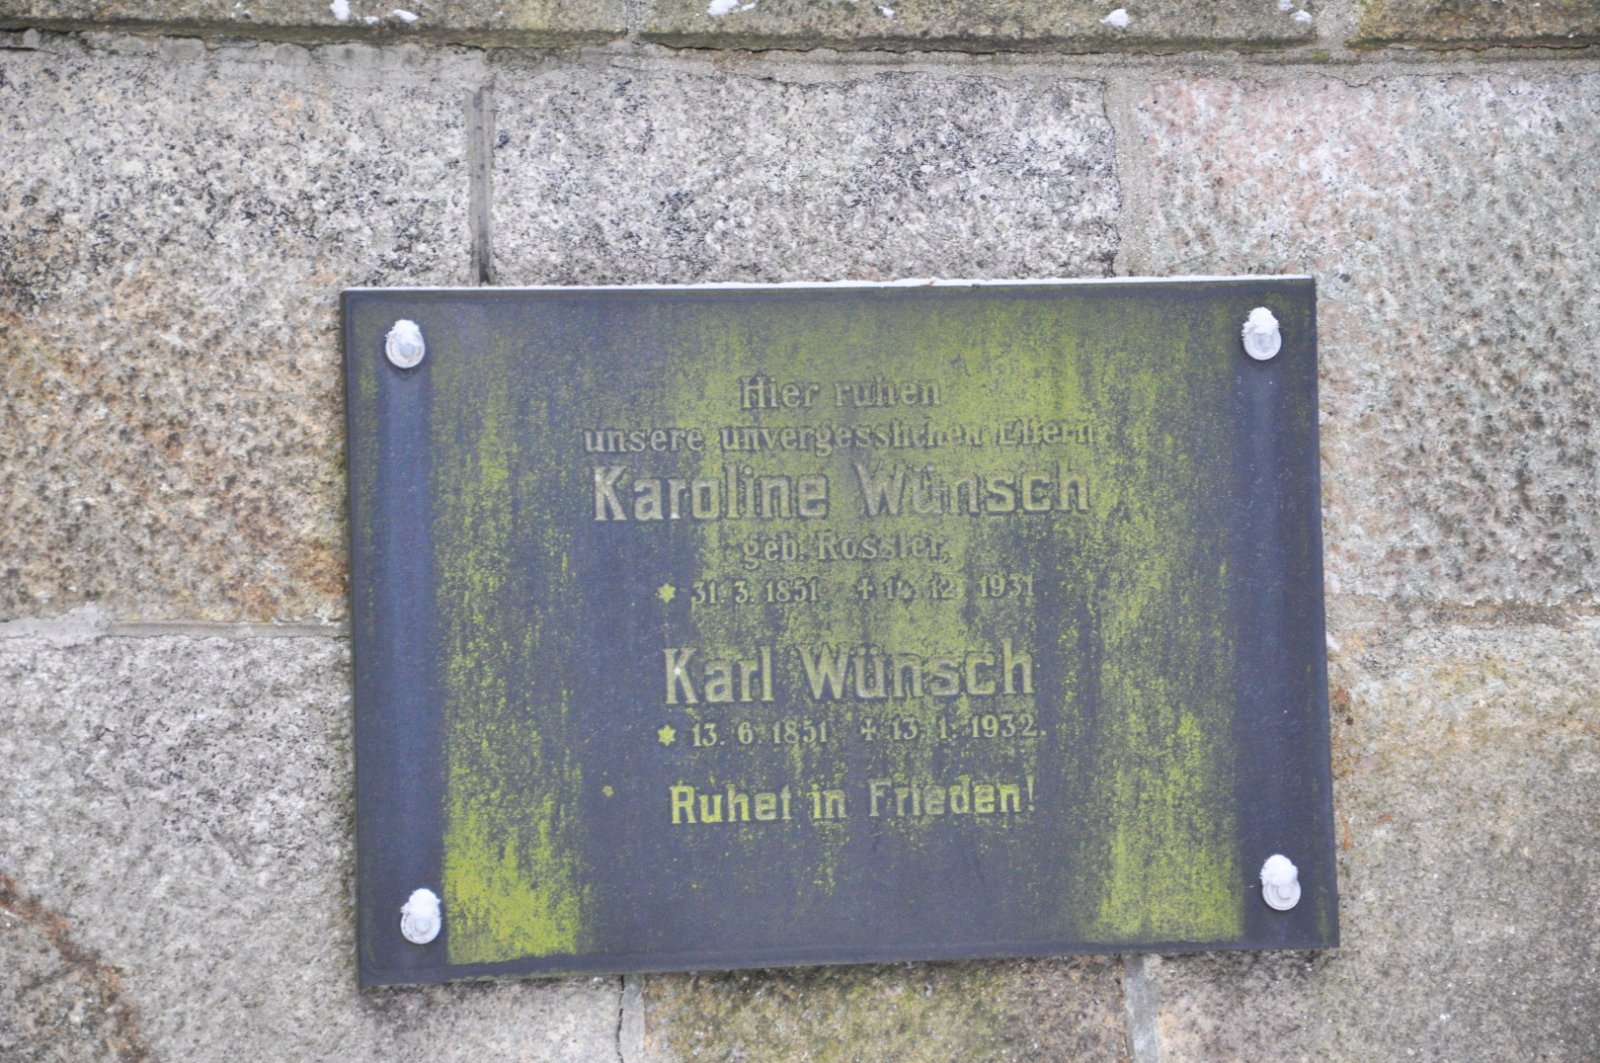 Hier ruhen
unsere unvergesslichen Eltern
Karoline Wünsch
geb. Rössler,
* 31. 3. 1851 ✝ 14. 12. 1931.
Karl Wünsch
* 13. 6. 1851 ✝ 13. 1. 1932.
Ruhet in Frieden!